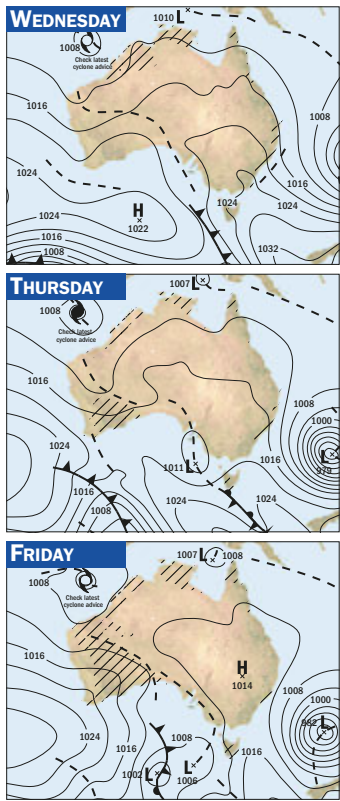 WEDNESDAY
1010 L
1008
Check latest
cyclone advice
1016
1008
1024
1016
1024
1024
1024
H
1022
1016
1008
1032
THURSDAY
1007 L
1008
Check latest
cyclone advice
1016
1008
1000
L
979
1024
1011 L
1016
1016
1024
1024
1008
FRIDAY
1007 L 1008
1008
Check latest
cyclone advice
1016
H
1014
1008
1000
982 L
1024
1016
1008
1016
1002 L
L
1006